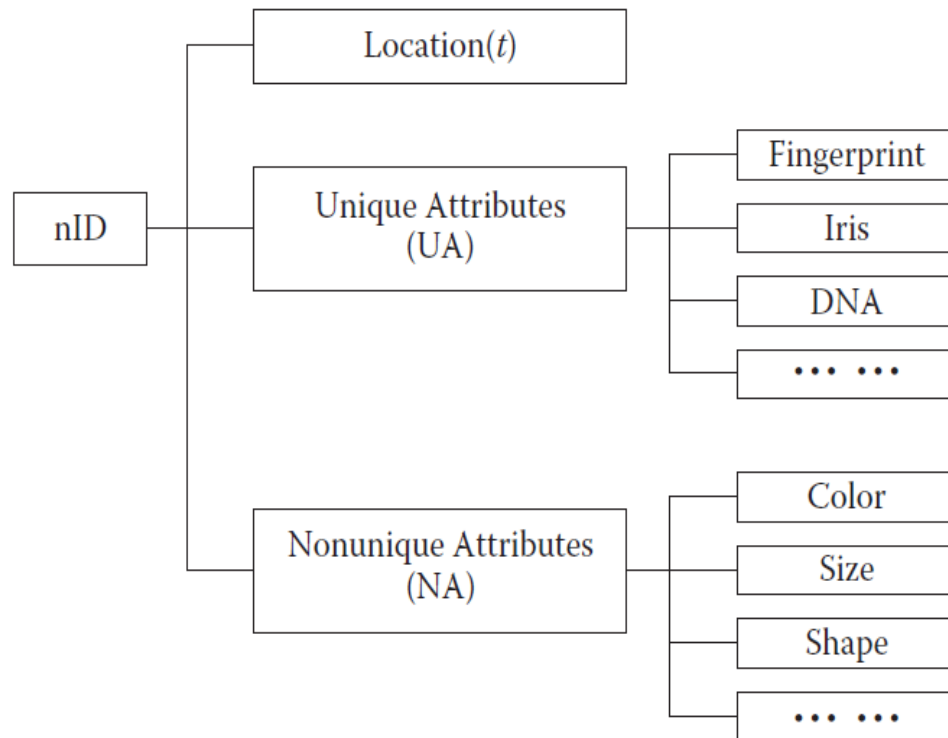 Location(t)
Fingerprint
nID
Unique Attributes
(UA)
Iris
DNA
••• •••
Color
Nonunique Attributes
(NA)
Size
Shape
••• •••